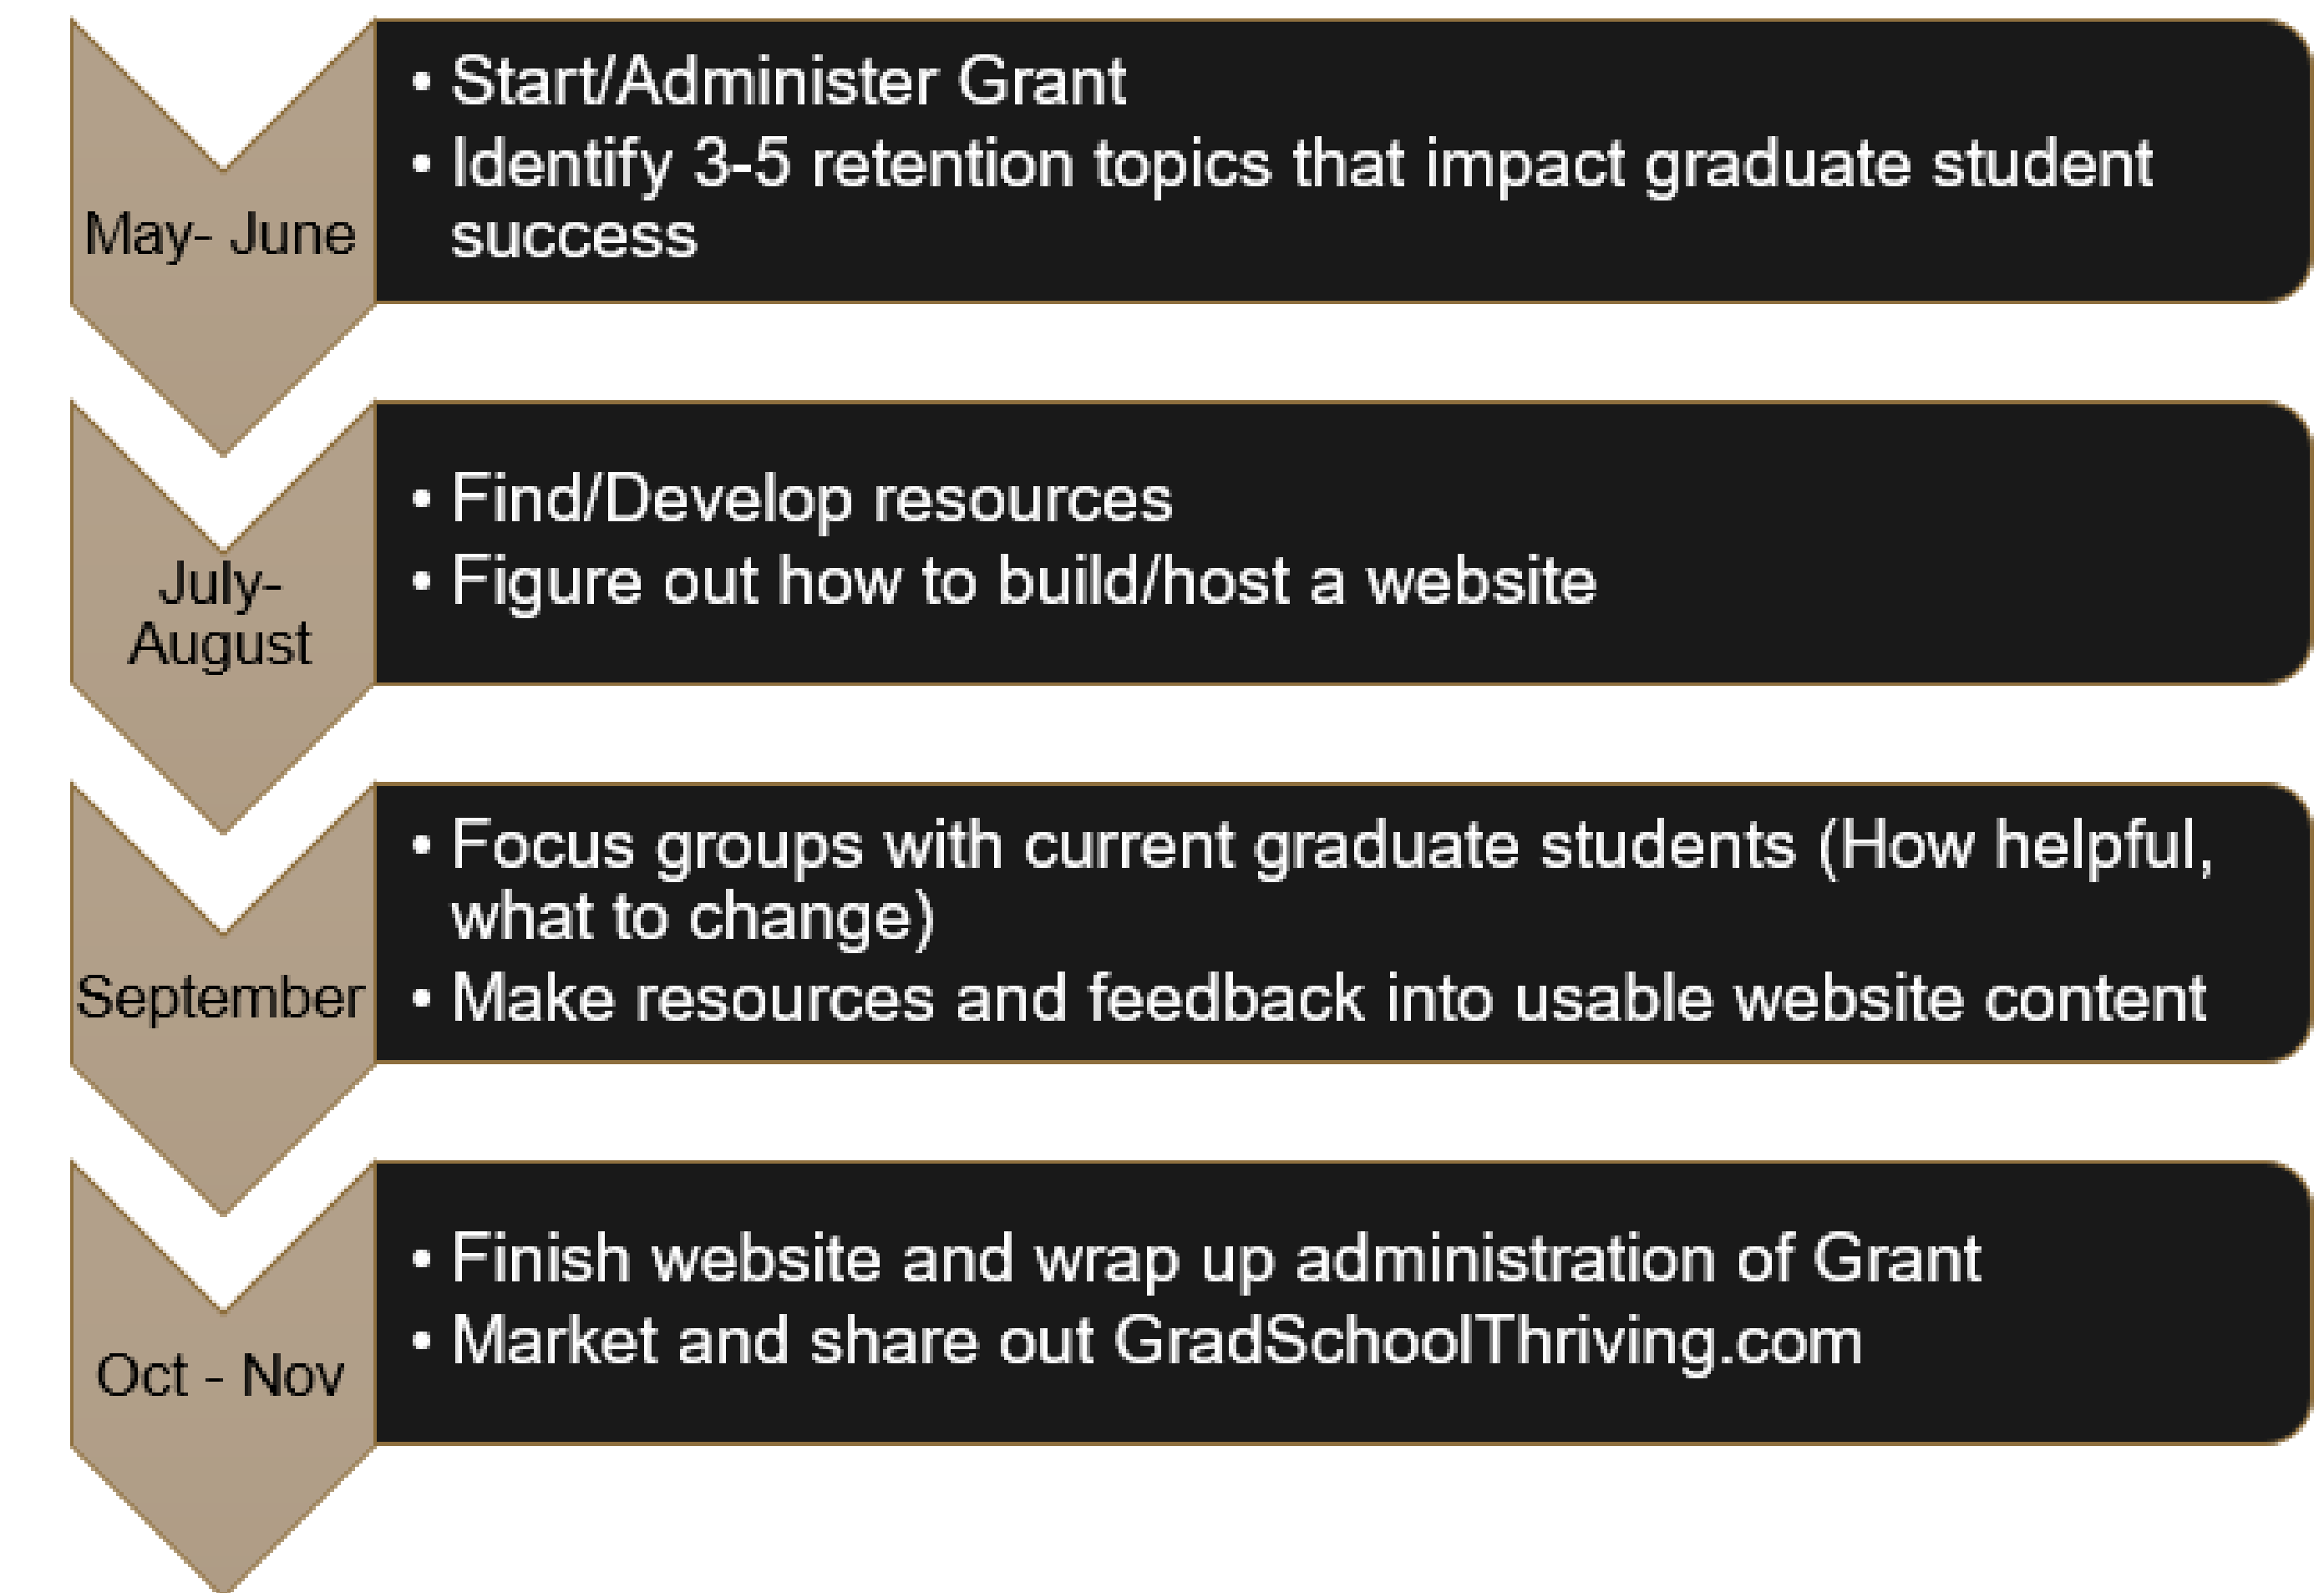 May- June
• Start/Administer Grant
• Identify 3-5 retention topics that impact graduate student
success
July-
August
• Find/Develop resources
• Figure out how to build/host a website
September
• Focus groups with current graduate students (How helpful,
what to change)
• Make resources and feedback into usable website content
Oct - Nov
• Finish website and wrap up administration of Grant
• Market and share out GradSchoolThriving.com